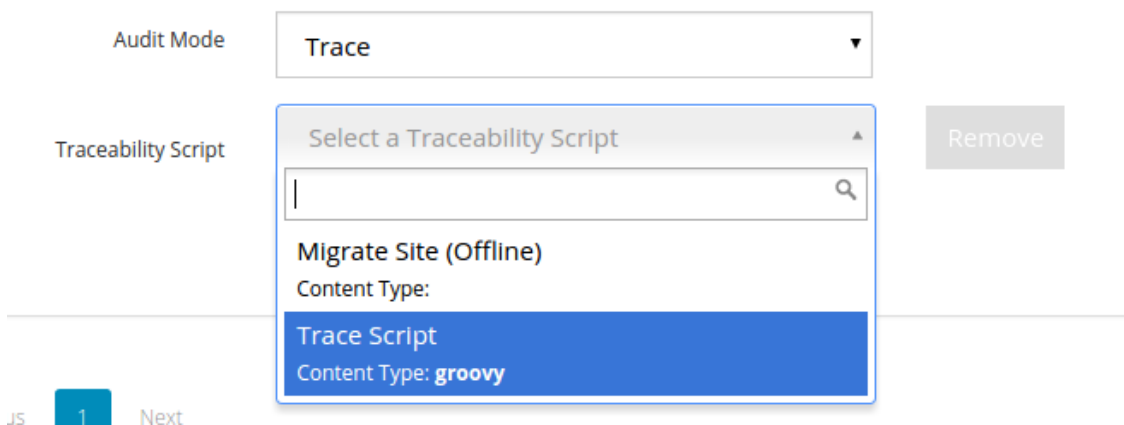 Audit Mode
Trace
Traceability Script
Select a Traceability Script
Remove
Migrate Site (Offline)
Content Type:
Trace Script
Content Type: groovy
us 1 Next